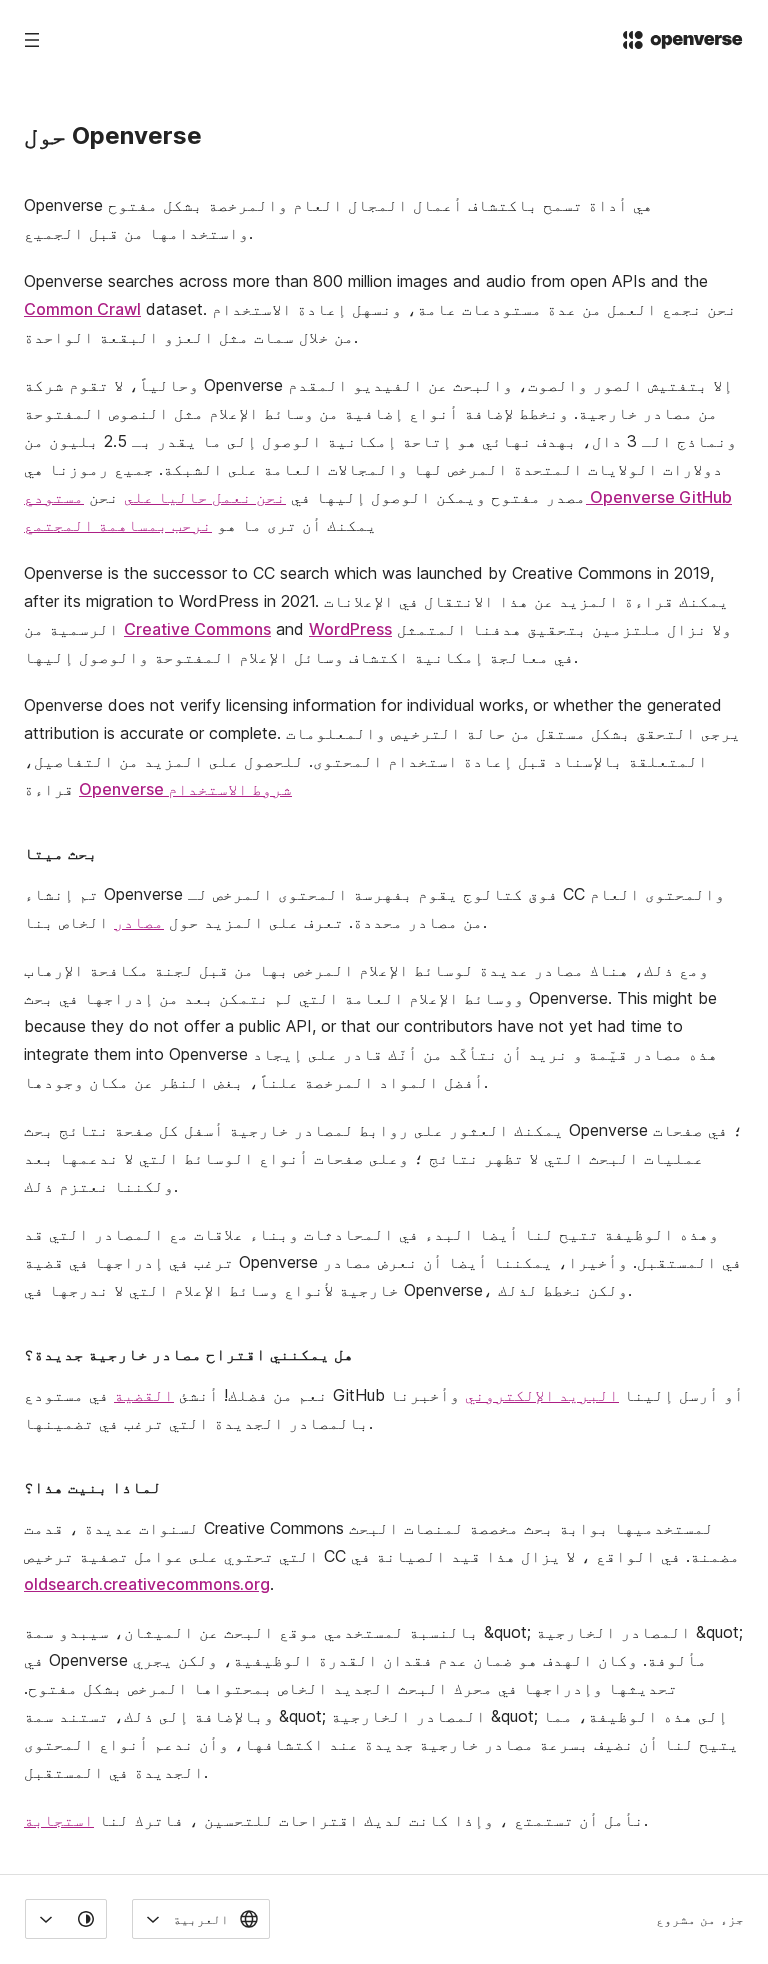 openverse
حول Openverse
Openverse هي أداة تسمح باكتشاف أعمال المجال العام والمرخصة بشكل مفتوح
واستخدامها من قبل الجميع.
Openverse searches across more than 800 million images and audio from open APIs and the
Common Crawl dataset. نحن نجمع العمل من عدة مستودعات عامة، ونسهل إعادة الاستخدام
من خلال سمات مثل العزو البقعة الواحدة.
وحالياً، لا تقوم شركة Openverse إلا بتفتيش الصور والصوت، والبحث عن الفيديو المقدم
من مصادر خارجية. ونخطط لإضافة أنواع إضافية من وسائط الإعلام مثل النصوص المفتوحة
ونماذج الـ 3 دال، بهدف نهائي هو إتاحة إمكانية الوصول إلى ما يقدر بـ 2.5 بليون من
دولارات الولايات المتحدة المرخص لها والمجالات العامة على الشبكة. جميع رموزنا هي
مصدر مفتوح ويمكن الوصول إليها في نحن نعمل حاليا على نحن مستودع Openverse GitHub
يمكنك أن ترى ما هو نرحب بمساهمة المجتمع
Openverse is the successor to CC search which was launched by Creative Commons in 2019,
after its migration to WordPress in 2021. يمكنك قراءة المزيد عن هذا الانتقال في الإعلانات
الرسمية من Creative Commons and WordPress ولا نزال ملتزمين بتحقيق هدفنا المتمثل
في معالجة إمكانية اكتشاف وسائل الإعلام المفتوحة والوصول إليها.
Openverse does not verify licensing information for individual works, or whether the generated
attribution is accurate or complete. يرجى التحقق بشكل مستقل من حالة الترخيص والمعلومات
المتعلقة بالإسناد قبل إعادة استخدام المحتوى. للحصول على المزيد من التفاصيل،
قراءة شروط الاستخدام Openverse
بحث ميتا
تم إنشاء Openverse فوق كتالوج يقوم بفهرسة المحتوى المرخص لـ CC والمحتوى العام
من مصادر محددة. تعرف على المزيد حول مصادر الخاص بنا.
ومع ذلك، هناك مصادر عديدة لوسائط الإعلام المرخص بها من قبل لجنة مكافحة الإرهاب
ووسائط الإعلام العامة التي لم نتمكن بعد من إدراجها في بحث Openverse. This might be
because they do not offer a public API, or that our contributors have not yet had time to
integrate them into Openverse هذه مصادر قيّمة و نريد أن نتأكّد من أنّك قادر على إيجاد
أفضل المواد المرخصة علناً، بغض النظر عن مكان وجودها.
يمكنك العثور على روابط لمصادر خارجية أسفل كل صفحة نتائج بحث Openverse ؛ في صفحات
عمليات البحث التي لا تظهر نتائج ؛ وعلى صفحات أنواع الوسائط التي لا ندعمها بعد
ولكننا نعتزم ذلك.
وهذه الوظيفة تتيح لنا أيضا البدء في المحادثات وبناء علاقات مع المصادر التي قد
ترغب في إدراجها في قضية Openverse في المستقبل. وأخيرا، يمكننا أيضا أن نعرض مصادر
خارجية لأنواع وسائط الإعلام التي لا ندرجها في Openverse، ولكن نخطط لذلك.
هل يمكنني اقتراح مصادر خارجية جديدة؟
نعم من فضلك! أنشئ القضية في مستودع GitHub أو أرسل إلينا البريد الإلكتروني وأخبرنا
بالمصادر الجديدة التي ترغب في تضمينها.
لماذا بنيت هذا؟
لسنوات عديدة ، قدمت Creative Commons لمستخدميها بوابة بحث مخصصة لمنصات البحث
التي تحتوي على عوامل تصفية ترخيص CC مضمنة. في الواقع ، لا يزال هذا قيد الصيانة في
oldsearch.creativecommons.org.
بالنسبة لمستخدمي موقع البحث عن الميثان، سيبدو سمة &quot; المصادر الخارجية &quot;
في Openverse مألوفة. وكان الهدف هو ضمان عدم فقدان القدرة الوظيفية، ولكن يجري
تحديثها وإدراجها في محرك البحث الجديد الخاص بمحتواها المرخص بشكل مفتوح.
وبالإضافة إلى ذلك، تستند سمة &quot; المصادر الخارجية &quot; إلى هذه الوظيفة، مما
يتيح لنا أن نضيف بسرعة مصادر خارجية جديدة عند اكتشافها، وأن ندعم أنواع المحتوى
الجديدة في المستقبل.
نأمل أن تستمتع ، وإذا كانت لديك اقتراحات للتحسين ، فاترك لنا استجابة.
العربية
جزء من مشروع